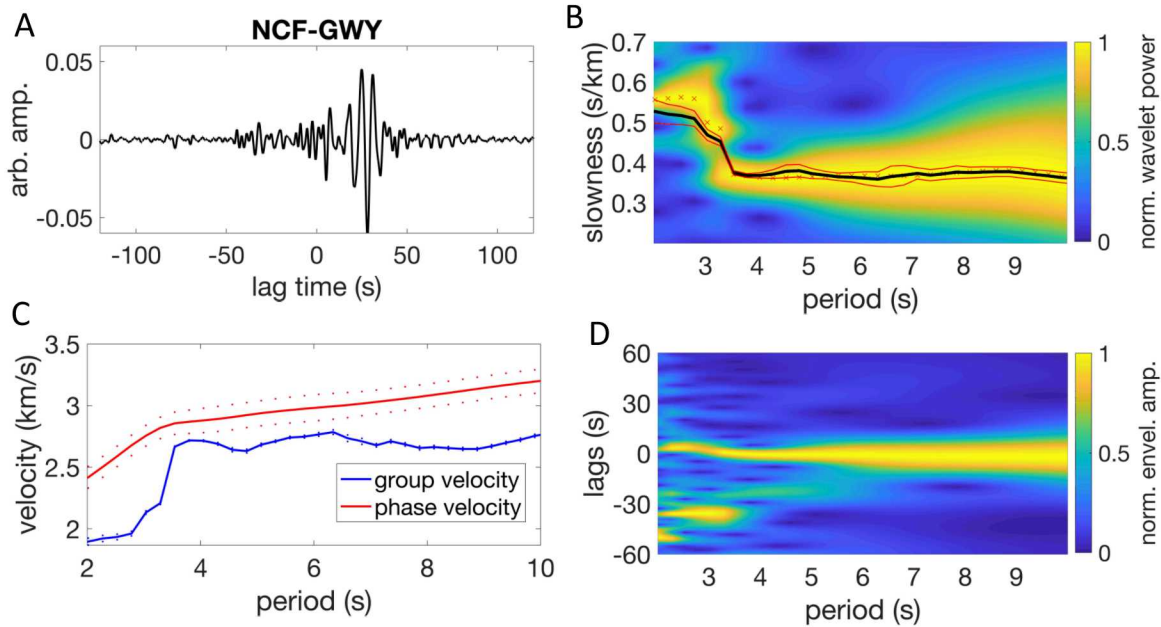 A
NCF-GWY
arb. amp.
0.05
0
-0.05
-100
-50
0
50
100
lag time (s)
B
slowness (s/km)
0.7
0.6
0.5
0.4
0.3
3
4
5
6
7
8
9
period (s)
1
0.5
0
norm. wavelet power
C
velocity (km/s)
3.5
3
2.5
2
2
4
6
8
10
period (s)
group velocity
phase velocity
D
lags (s)
60
30
0
-30
-60
3
4
5
6
7
8
9
period (s)
1
0.5
0
norm. envel. amp.